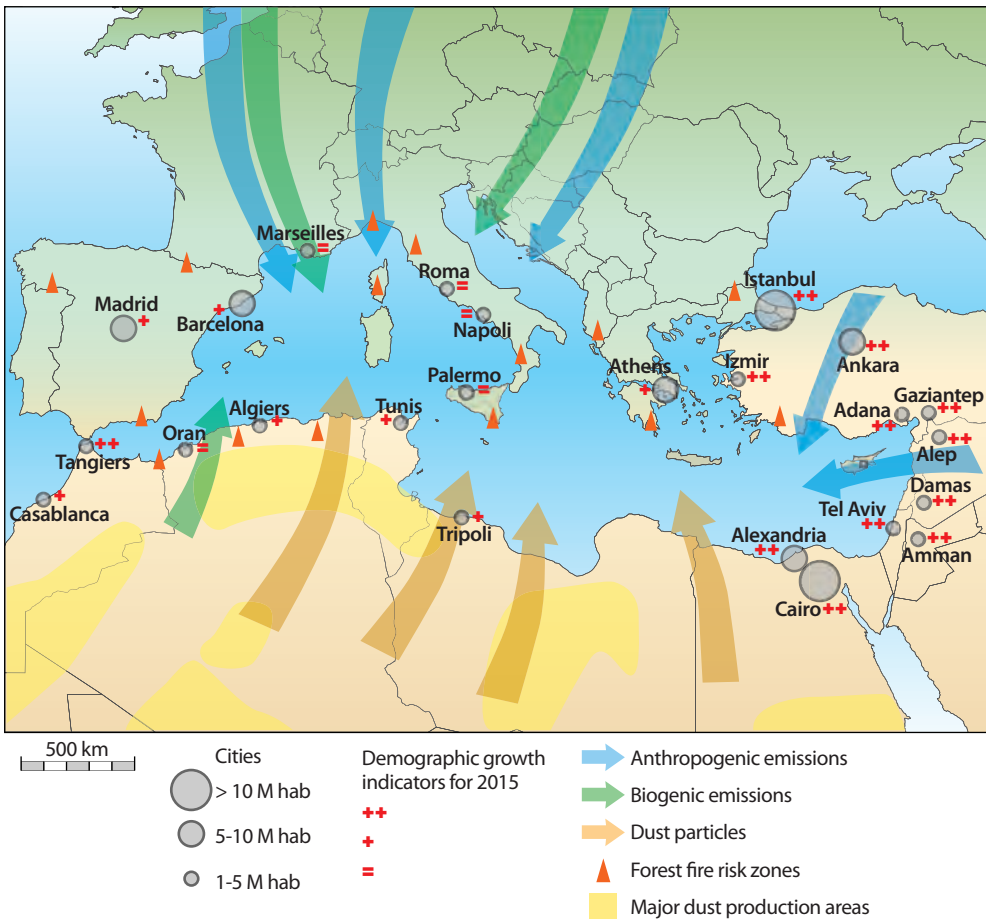 Marseilles
=
Roma
=
Napoli
=
Istanbul
++
Madrid
+
Barcelona
+
Ankara
++
Izmir
++
Athens
+
Palermo
=
Gaziantep
++
Adana
++
Algiers
+
Tunis
+
Oran
=
Tangiers
++
Alep
++
Damas
++
Casablanca
+
Tripoli
+
Tel Aviv
++
Alexandria
++
Amman
++
Cairo
++
500 km
Cities
> 10 M hab
5-10 M hab
1-5 M hab
Demographic growth
indicators for 2015
++
+
=
Anthropogenic emissions
Biogenic emissions
Dust particles
Forest fire risk zones
Major dust production areas